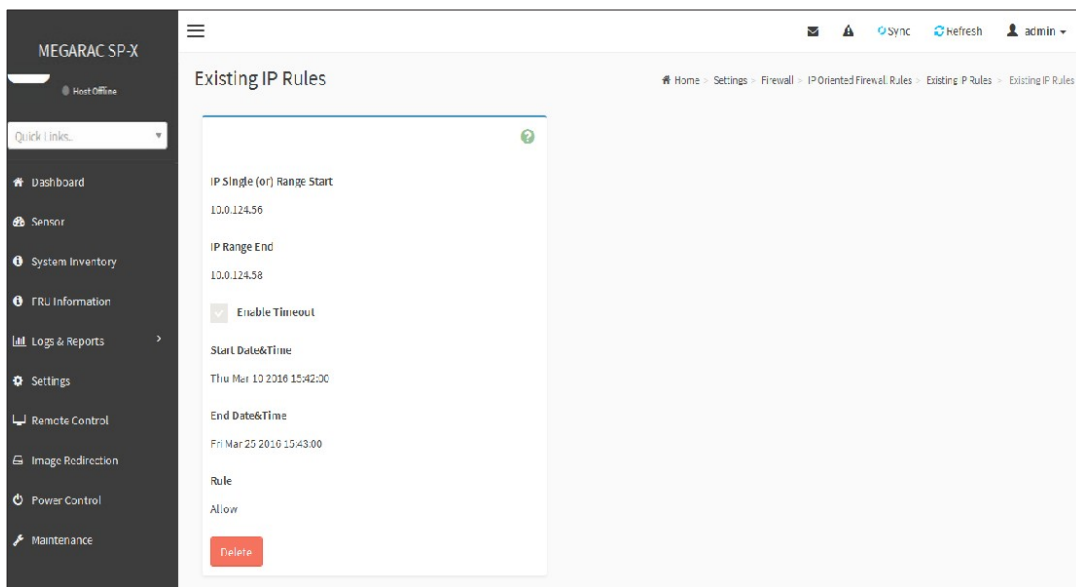 MEGARAC SP-X
Host Offline
Quick Links...
Dashboard
Sensor
System Inventory
FRU Information
Logs & Reports
Settings
Remote Control
Image Redirection
Power Control
Maintenance
Sync
Refresh
admin
Existing IP Rules
Home > Settings > Firewall > IP Oriented Firewall Rules > Existing IP Rules > Existing IP Rules
IP Single (or) Range Start
10.0.124.56
IP Range End
10.0.124.58
Enable Timeout
Start Date&Time
Thu Mar 10 2016 15:42:00
End Date&Time
Fri Mar 25 2016 15:43:00
Rule
Allow
Delete